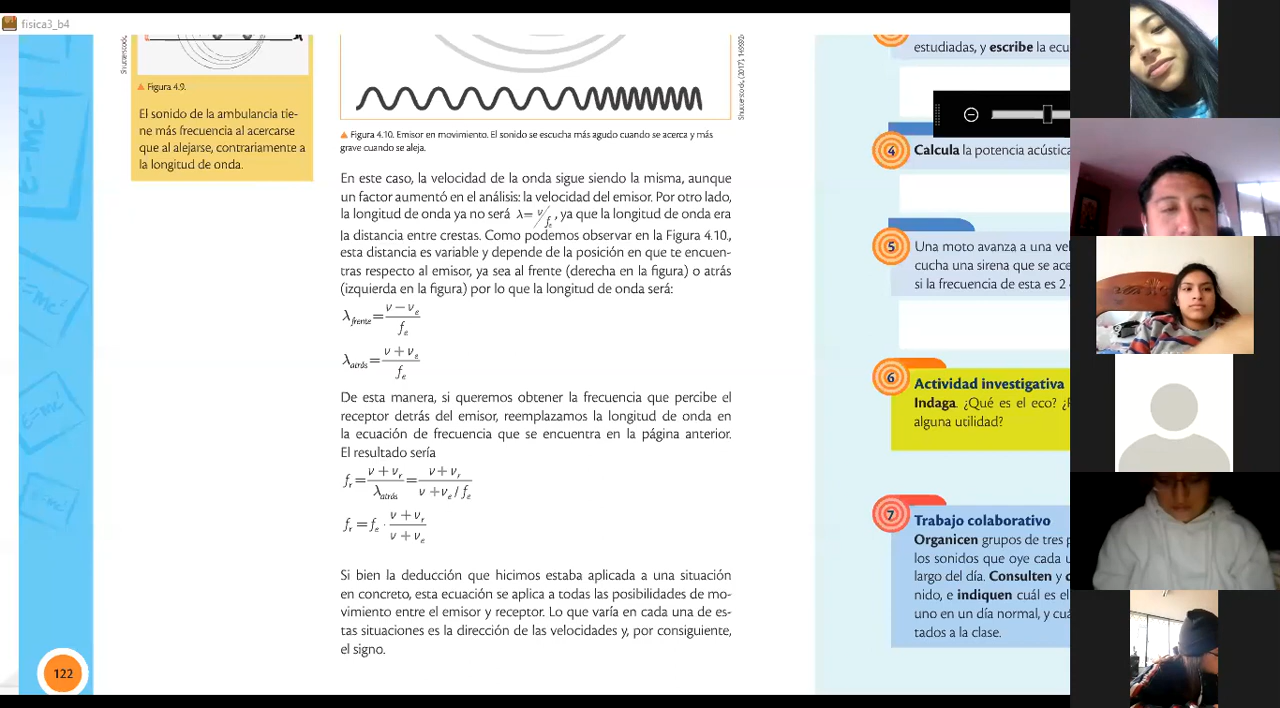 fisica3_b4
Figura 4.9.
El sonido de la ambulancia tie-
ne más frecuencia al acercarse
que al alejarse, contrariamente a
la longitud de onda.
Figura 4.10. Emisor en movimiento. El sonido se escucha más agudo cuando se acerca y más
grave cuando se aleja.
En este caso, la velocidad de la onda sigue siendo la misma, aunque
un factor aumentó en el análisis: la velocidad del emisor. Por otro lado,
la longitud de onda ya no será λ= v/fe, ya que la longitud de onda era
la distancia entre crestas. Como podemos observar en la Figura 4.10.,
esta distancia es variable y depende de la posición en que te encuen-
tras respecto al emisor, ya sea al frente (derecha en la figura) o atrás
(izquierda en la figura) por lo que la longitud de onda será:
λfrente = (v − ve) / fe
λatrás = (v + ve) / fe
De esta manera, si queremos obtener la frecuencia que percibe el
receptor detrás del emisor, reemplazamos la longitud de onda en
la ecuación de frecuencia que se encuentra en la página anterior.
El resultado sería
fr = (v + vr) / λatrás = (v + vr) / (v + ve / fe)
fr = fe · (v + vr) / (v + ve)
Si bien la deducción que hicimos estaba aplicada a una situación
en concreto, esta ecuación se aplica a todas las posibilidades de mo-
vimiento entre el emisor y receptor. Lo que varía en cada una de es-
tas situaciones es la dirección de las velocidades y, por consiguiente,
el signo.
122
estudiadas, y escribe la ecu
4 Calcula la potencia acústica
5 Una moto avanza a una vel
cucha una sirena que se ace
si la frecuencia de esta es 2
6 Actividad investigativa
Indaga. ¿Qué es el eco? ¿P
alguna utilidad?
7 Trabajo colaborativo
Organicen grupos de tres p
los sonidos que oye cada u
largo del día. Consulten y
nido, e indiquen cuál es el
uno en un día normal, y cuá
tados a la clase.